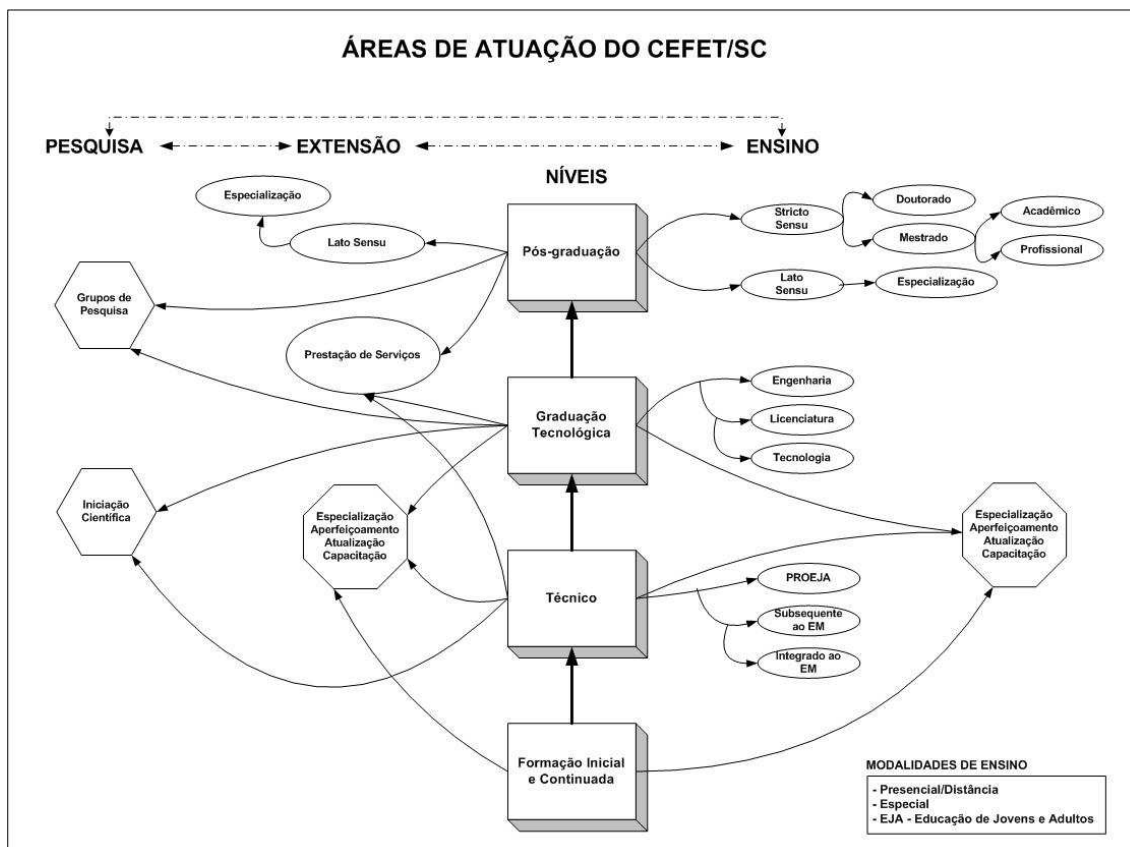 ÁREAS DE ATUAÇÃO DO CEFET/SC
PESQUISA
EXTENSÃO
ENSINO
NÍVEIS
Especialização
Lato Sensu
Pós-graduação
Stricto
Sensu
Doutorado
Mestrado
Acadêmico
Profissional
Lato
Sensu
Especialização
Grupos de
Pesquisa
Prestação de Serviços
Graduação
Tecnológica
Engenharia
Licenciatura
Tecnologia
Iniciação
Científica
Especialização
Aperfeiçoamento
Atualização
Capacitação
Especialização
Aperfeiçoamento
Atualização
Capacitação
Técnico
PROEJA
Subsequente
ao EM
Integrado ao
EM
Formação Inicial
e Continuada
MODALIDADES DE ENSINO
- Presencial/Distância
- Especial
- EJA - Educação de Jovens e Adultos